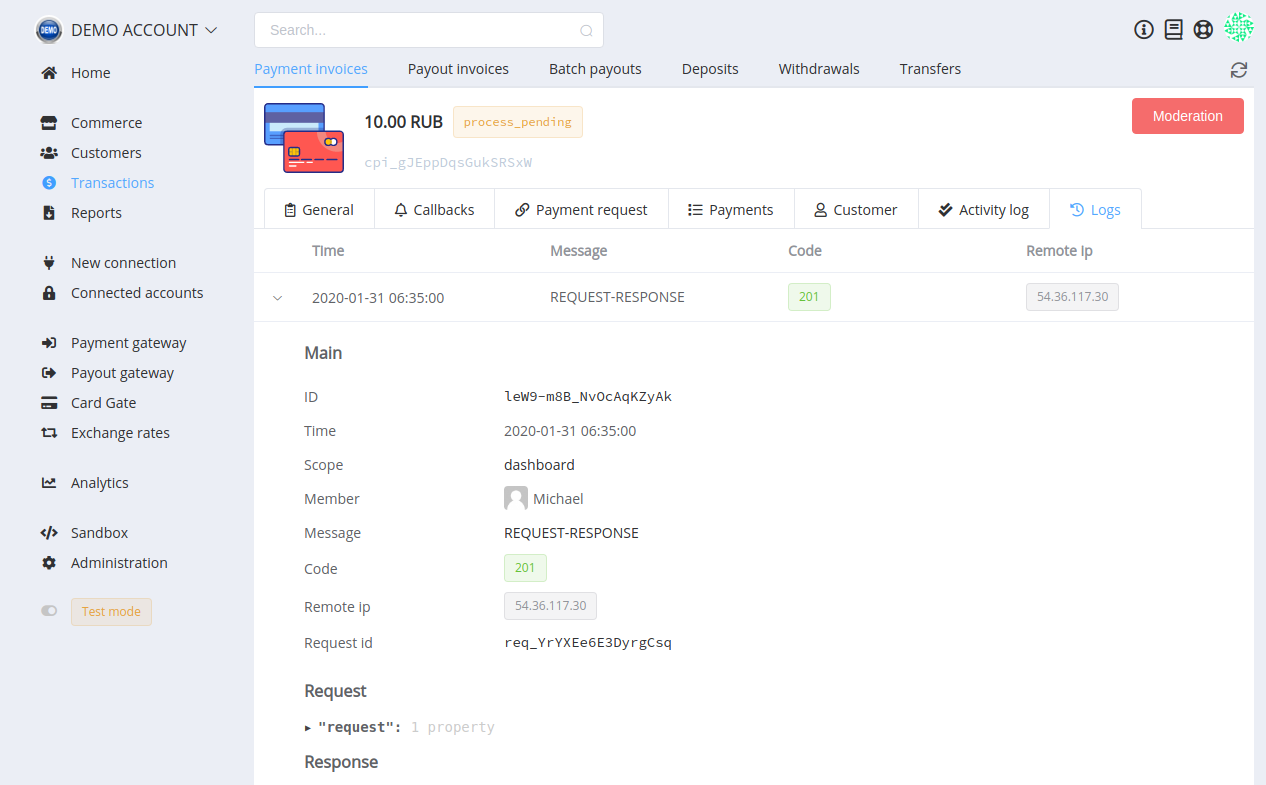 DEMO DEMO ACCOUNT
Search...
Home
Commerce
Customers
Transactions
Reports
New connection
Connected accounts
Payment gateway
Payout gateway
Card Gate
Exchange rates
Analytics
Sandbox
Administration
Test mode
Payment invoices Payout invoices Batch payouts Deposits Withdrawals Transfers
10.00 RUB process_pending Moderation
cpi_gJEppDqsGukSRSxW
General Callbacks Payment request Payments Customer Activity log Logs
Time Message Code Remote ip
2020-01-31 06:35:00 REQUEST-RESPONSE 201 54.36.117.30
Main
ID leW9-m8B_NvOcAqKZyAk
Time 2020-01-31 06:35:00
Scope dashboard
Member Michael
Message REQUEST-RESPONSE
Code 201
Remote ip 54.36.117.30
Request id req_YrYXEe6E3DyrgCsq
Request
"request": 1 property
Response